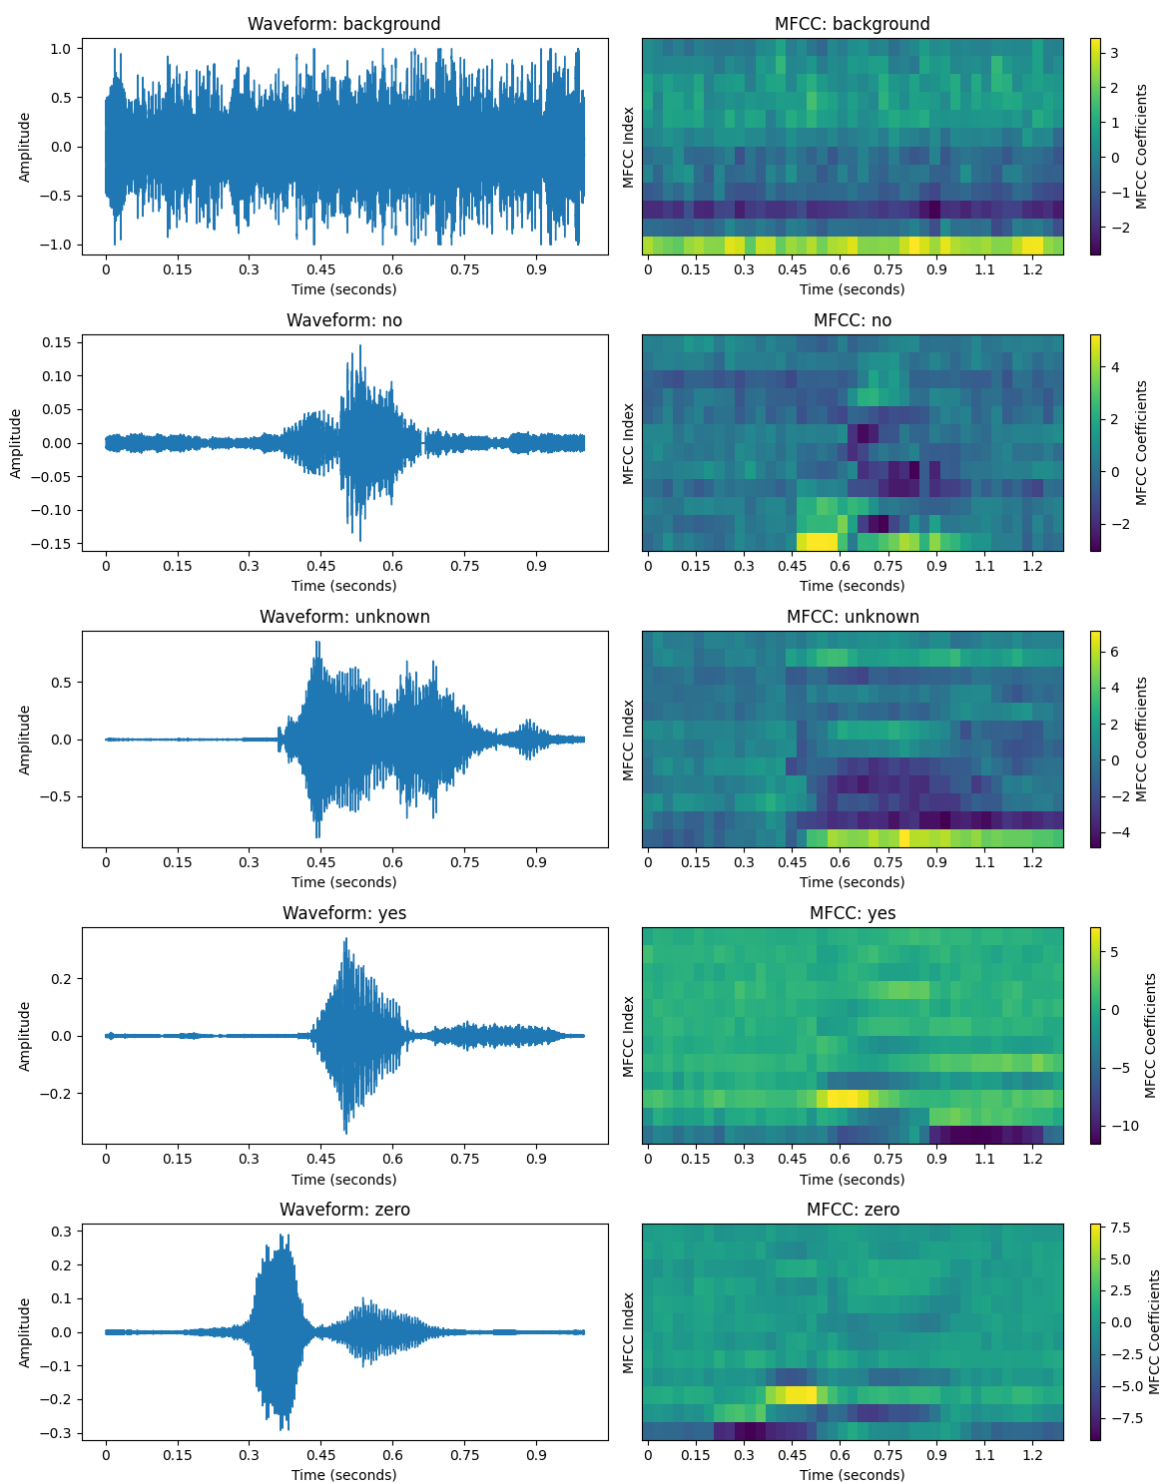 Waveform: background
MFCC: background
1.0
0.5
0.0
−0.5
−1.0
Amplitude
0 0.15 0.3 0.45 0.6 0.75 0.9
Time (seconds)
MFCC Index
0 0.15 0.3 0.45 0.6 0.75 0.9 1.1 1.2
Time (seconds)
3
2
1
0
−1
−2
MFCC Coefficients
Waveform: no
MFCC: no
0.15
0.10
0.05
0.00
−0.05
−0.10
−0.15
Amplitude
0 0.15 0.3 0.45 0.6 0.75 0.9
Time (seconds)
MFCC Index
0 0.15 0.3 0.45 0.6 0.75 0.9 1.1 1.2
Time (seconds)
4
2
0
−2
MFCC Coefficients
Waveform: unknown
MFCC: unknown
0.5
0.0
−0.5
Amplitude
0 0.15 0.3 0.45 0.6 0.75 0.9
Time (seconds)
MFCC Index
0 0.15 0.3 0.45 0.6 0.75 0.9 1.1 1.2
Time (seconds)
6
4
2
0
−2
−4
MFCC Coefficients
Waveform: yes
MFCC: yes
0.2
0.0
−0.2
Amplitude
0 0.15 0.3 0.45 0.6 0.75 0.9
Time (seconds)
MFCC Index
0 0.15 0.3 0.45 0.6 0.75 0.9 1.1 1.2
Time (seconds)
5
0
−5
−10
MFCC Coefficients
Waveform: zero
MFCC: zero
0.3
0.2
0.1
0.0
−0.1
−0.2
−0.3
Amplitude
0 0.15 0.3 0.45 0.6 0.75 0.9
Time (seconds)
MFCC Index
0 0.15 0.3 0.45 0.6 0.75 0.9 1.1 1.2
Time (seconds)
7.5
5.0
2.5
0.0
−2.5
−5.0
−7.5
MFCC Coefficients